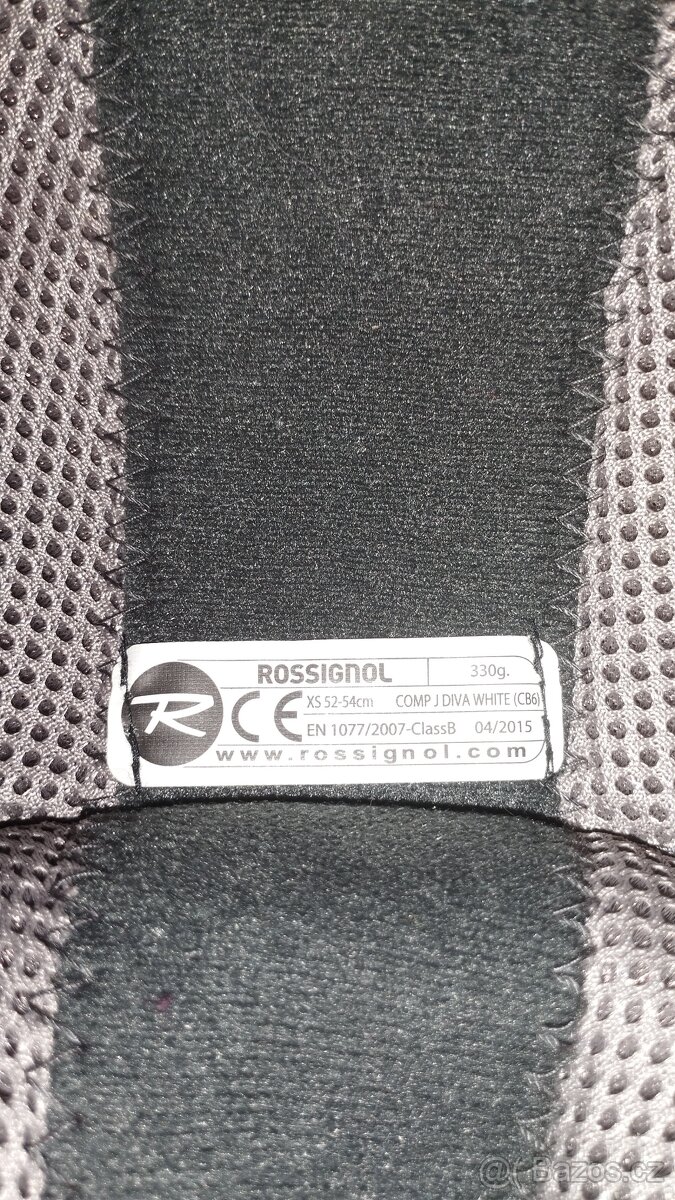 ROSSIGNOL 330g.
R CE XS 52-54cm COMP J DIVA WHITE (CB6)
EN 1077/2007-ClassB 04/2015
www.rossignol.com
Bazos.cz